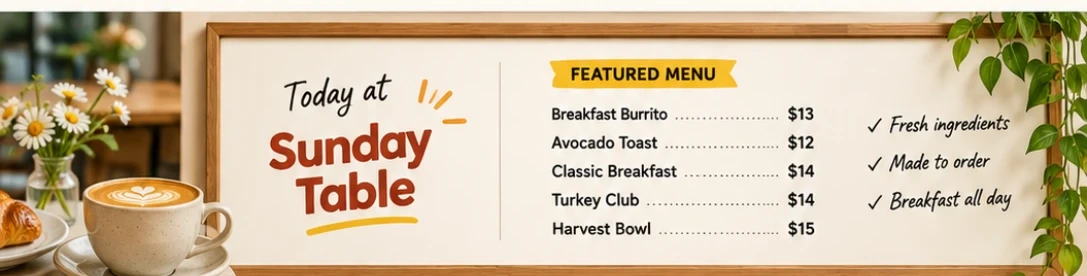 Today at
Sunday
Table
FEATURED MENU
Breakfast Burrito ........................ $13
Avocado Toast ........................... $12
Classic Breakfast ...................... $14
Turkey Club .............................. $14
Harvest Bowl ............................ $15
✓ Fresh ingredients
✓ Made to order
✓ Breakfast all day